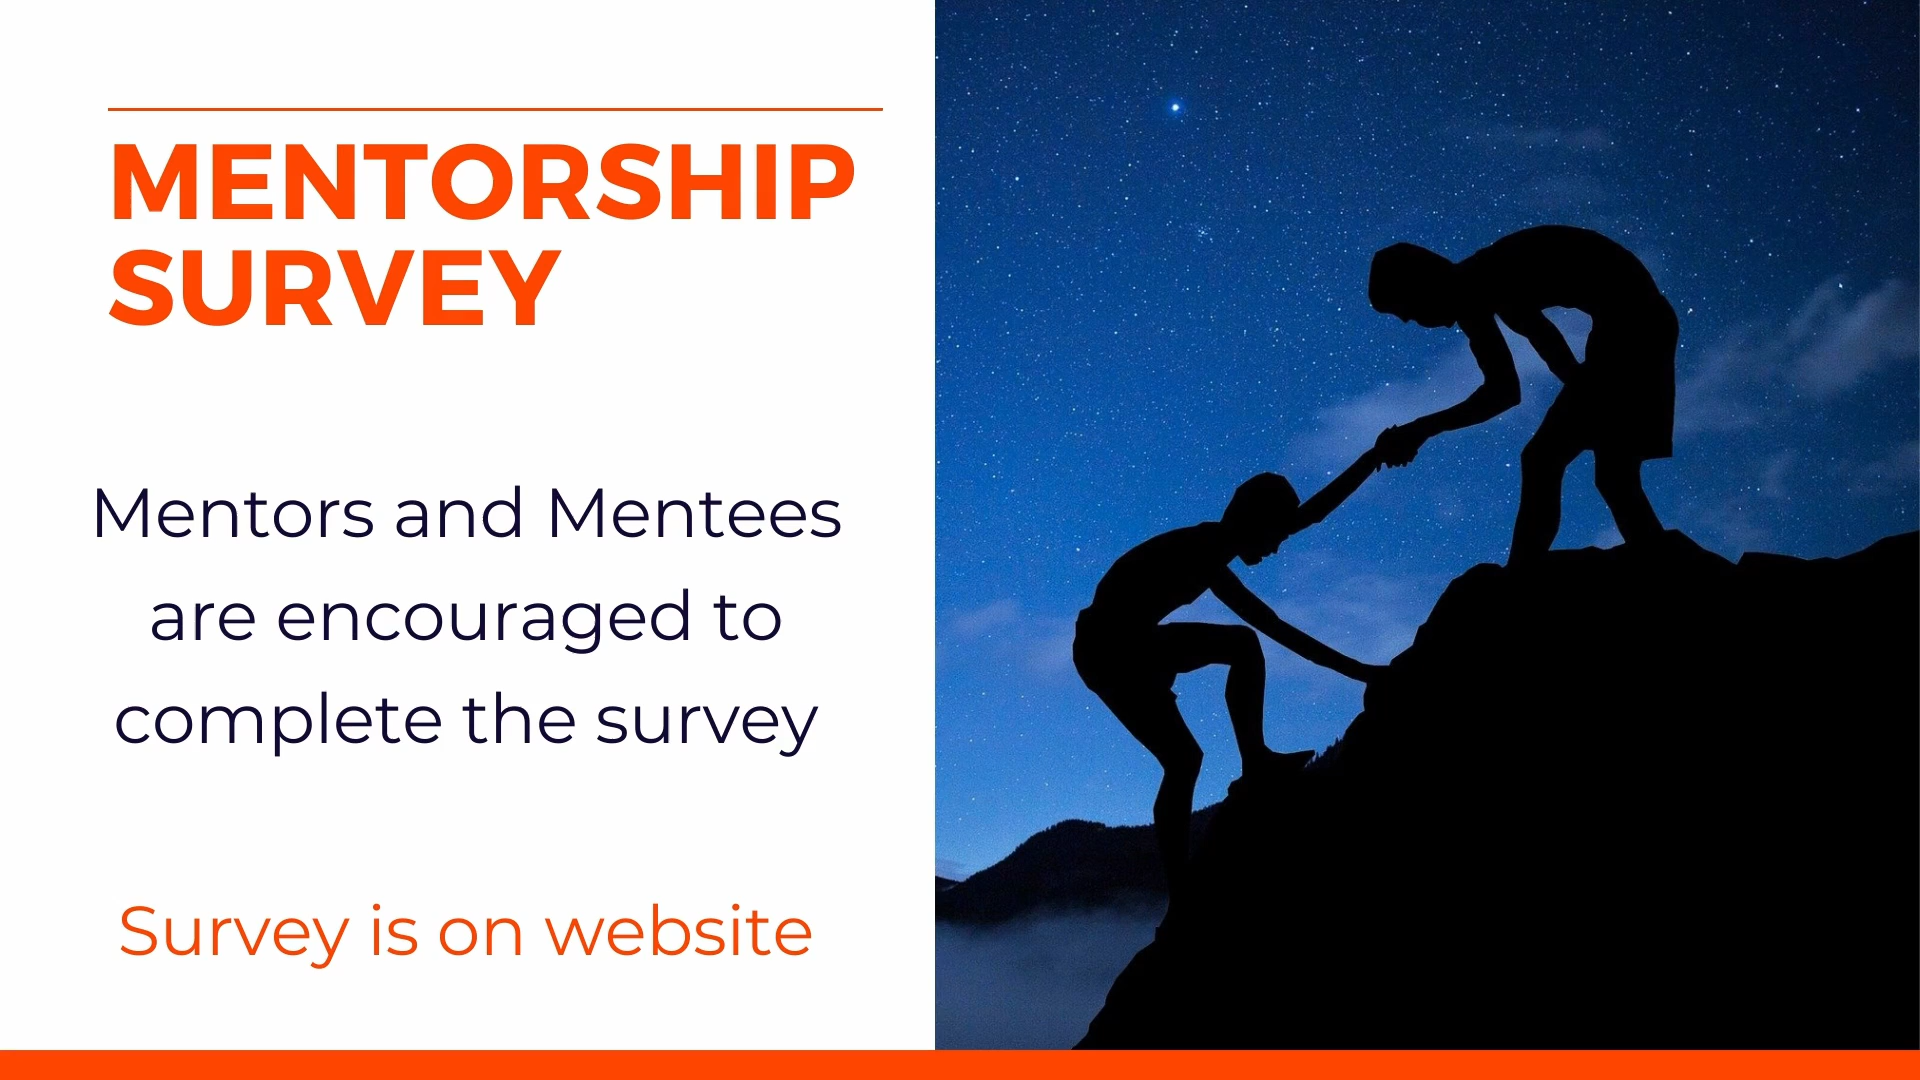 MENTORSHIP
SURVEY
Mentors and Mentees
are encouraged to
complete the survey
Survey is on website